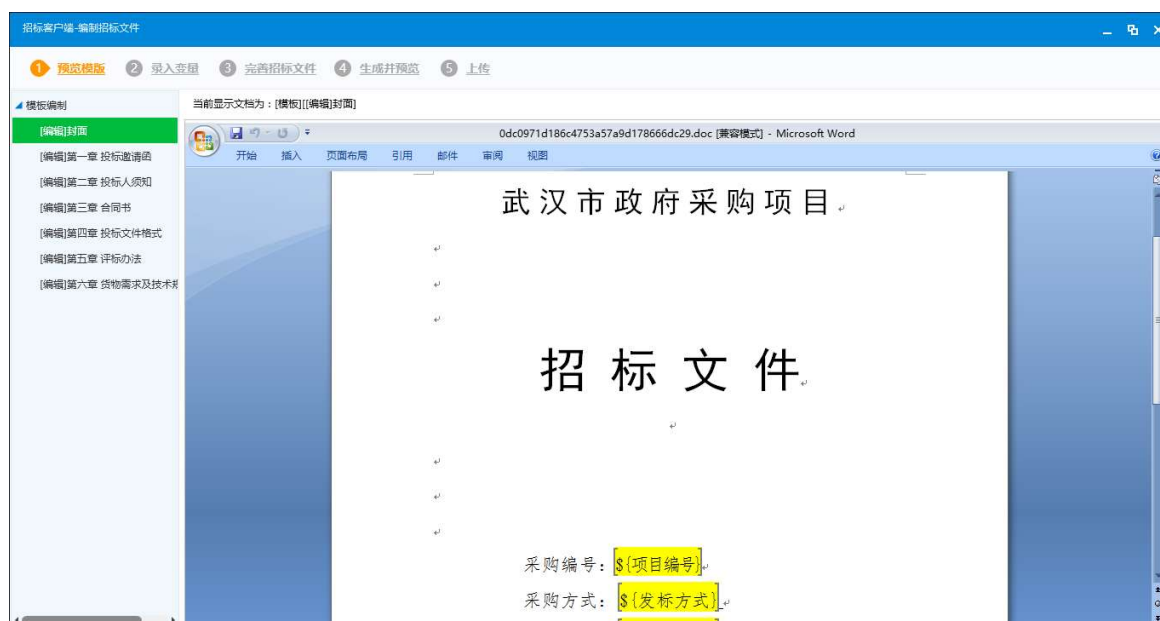 招标客户端-编制招标文件
1 预览模版 2 录入变量 3 完善招标文件 4 生成并预览 5 上传
模板编制
当前显示文档为：[模板][[编辑]封面]
[编辑]封面
[编辑]第一章 投标邀请函
[编辑]第二章 投标人须知
[编辑]第三章 合同书
[编辑]第四章 投标文件格式
[编辑]第五章 评标办法
[编辑]第六章 货物需求及技术规
0dc0971d186c4753a57a9d178666dc29.doc [兼容模式] - Microsoft Word
开始 插入 页面布局 引用 邮件 审阅 视图
武汉市政府采购项目
招标文件
采购编号：${项目编号}
采购方式：${发标方式}